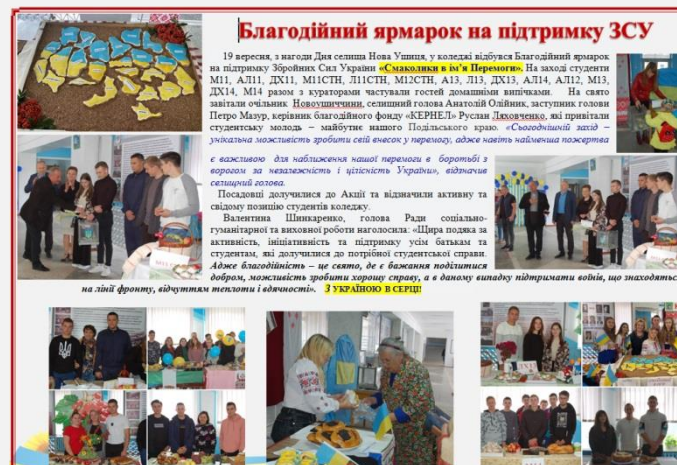 Благодійний ярмарок на підтримку ЗСУ
19 вересня, з нагоди Дня селища Нова Ушиця, у коледжі відбувся Благодійний ярмарок
на підтримку Збройних Сил України «Смаколики в ім’я Перемоги». На заході студенти
М11, АЛ11, ДХ11, М11СТН, Л11СТН, М12СТН, А13, Л13, ДХ13, АЛ14, АЛ12, М13,
ДХ14, М14 разом з кураторами частували гостей домашніми випічками. На свято
завітали очільник Новоушиччини, селищний голова Анатолій Олійник, заступник голови
Петро Мазур, керівник благодійного фонду «КЕРНЕЛ» Руслан Ляховченко, які привітали
студентську молодь – майбутнє нашого Подільського краю. «Сьогоднішній захід –
унікальна можливість зробити свій внесок у перемогу, адже навіть найменша пожертва
є важливою для наближення нашої перемоги в боротьбі з
ворогом за незалежність і цілісність України», відзначив
селищний голова.
Посадовці долучилися до Акції та відзначили активну та
свідому позицію студентів коледжу.
Валентина Шинкаренко, голова Ради соціально-
гуманітарної та виховної роботи наголосила: «Щира подяка за
активність, ініціативність та підтримку усім батькам та
студентам, які долучилися до потрібної студентської справи.
Адже благодійність – це свято, де є бажання поділитися
добром, можливість зробити хорошу справу, а в даному випадку підтримати воїнів, що знаходяться
на лінії фронту, відчуттям теплоти і вдячності». З УКРАЇНОЮ В СЕРЦІ!